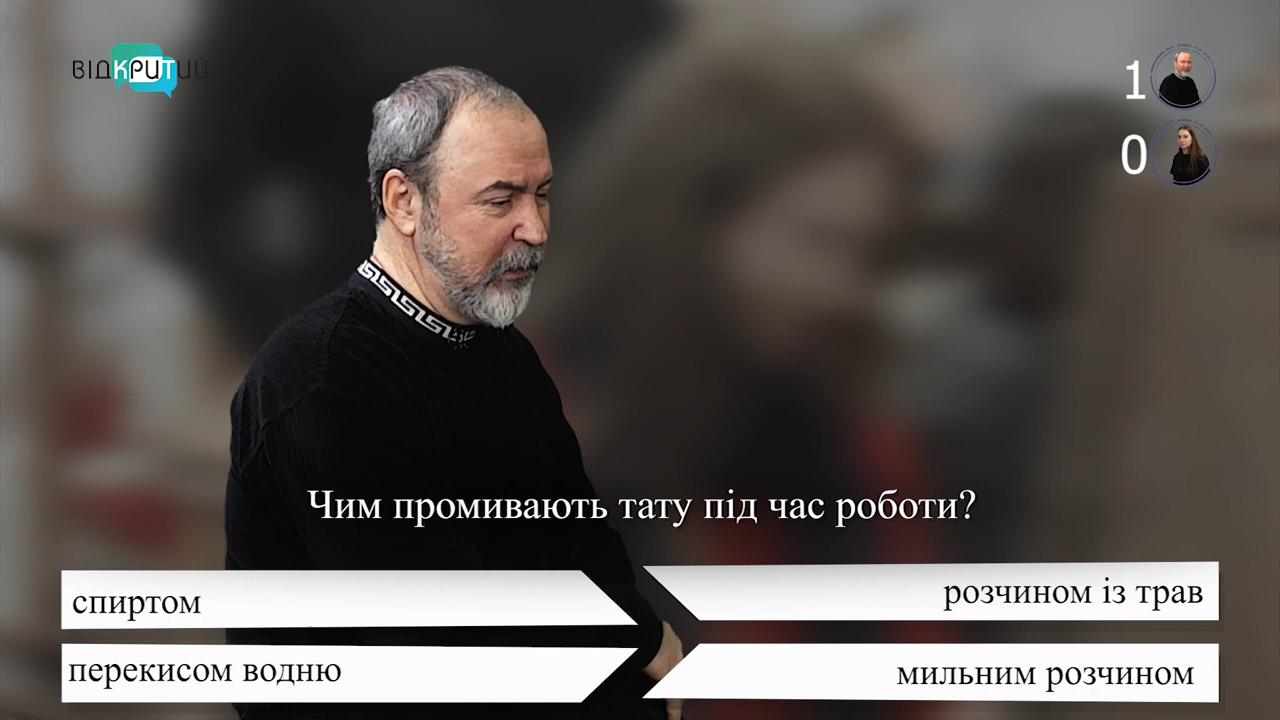 ВІДКРИТИЙ
1
0
Чим промивають тату під час роботи?
спиртом
розчином із трав
перекисом водню
мильним розчином